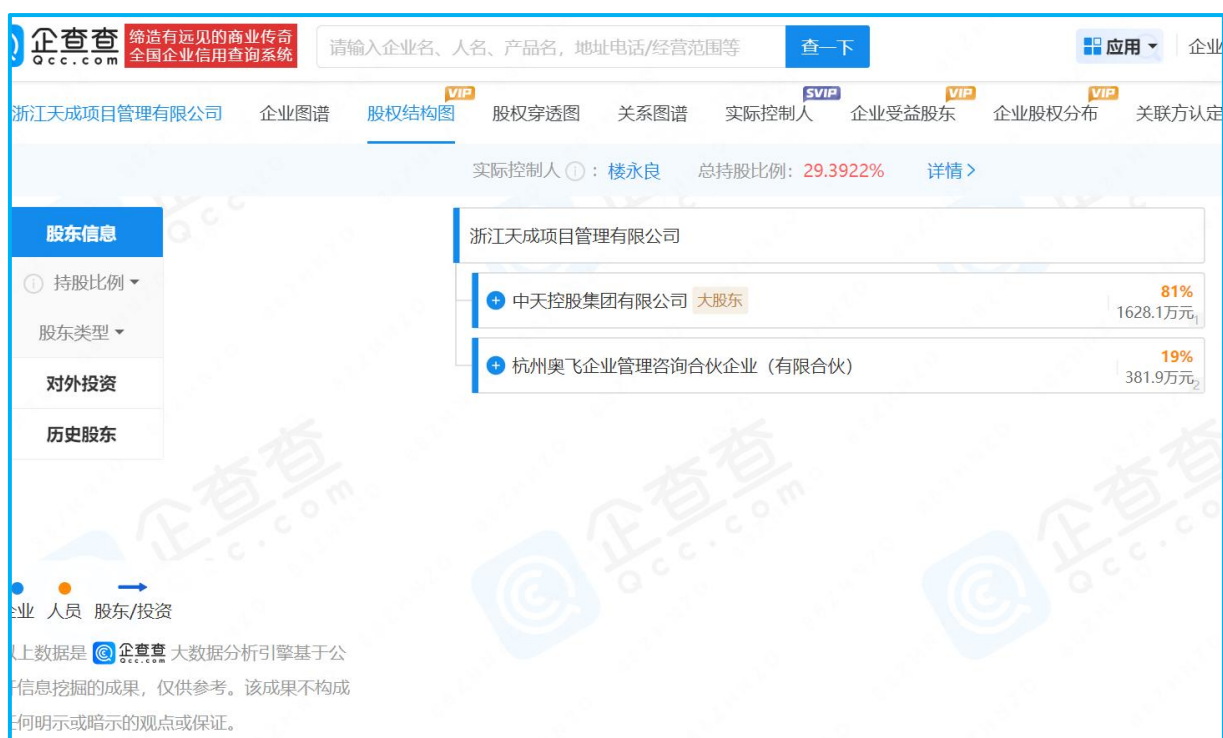 企查查 缔造有远见的商业传奇
Qcc.com 全国企业信用查询系统
请输入企业名、人名、产品名，地址电话/经营范围等 查一下 应用 企业
浙江天成项目管理有限公司 企业图谱 股权结构图 VIP 股权穿透图 关系图谱 实际控制人 SVIP 企业受益股东 VIP 企业股权分布 VIP 关联方认定
实际控制人： 楼永良 总持股比例：29.3922% 详情>
股东信息
持股比例
股东类型
对外投资
历史股东
浙江天成项目管理有限公司
中天控股集团有限公司 大股东 81%
1628.1万元 1
杭州奥飞企业管理咨询合伙企业（有限合伙） 19%
381.9万元 2
业 人员 股东/投资
上数据是 企查查 Qcc.com 大数据分析引擎基于公
信息挖掘的成果，仅供参考。该成果不构成
何明示或暗示的观点或保证。